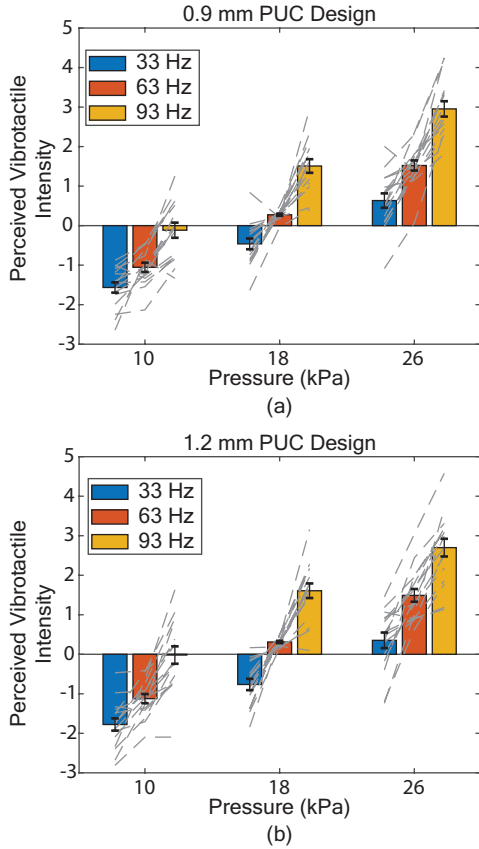 0.9 mm PUC Design
5
4
3
2
1
0
-1
-2
-3
33 Hz
63 Hz
93 Hz
Perceived Vibrotactile
Intensity
10 18 26
Pressure (kPa)
(a)
1.2 mm PUC Design
5
4
3
2
1
0
-1
-2
-3
33 Hz
63 Hz
93 Hz
Perceived Vibrotactile
Intensity
10 18 26
Pressure (kPa)
(b)